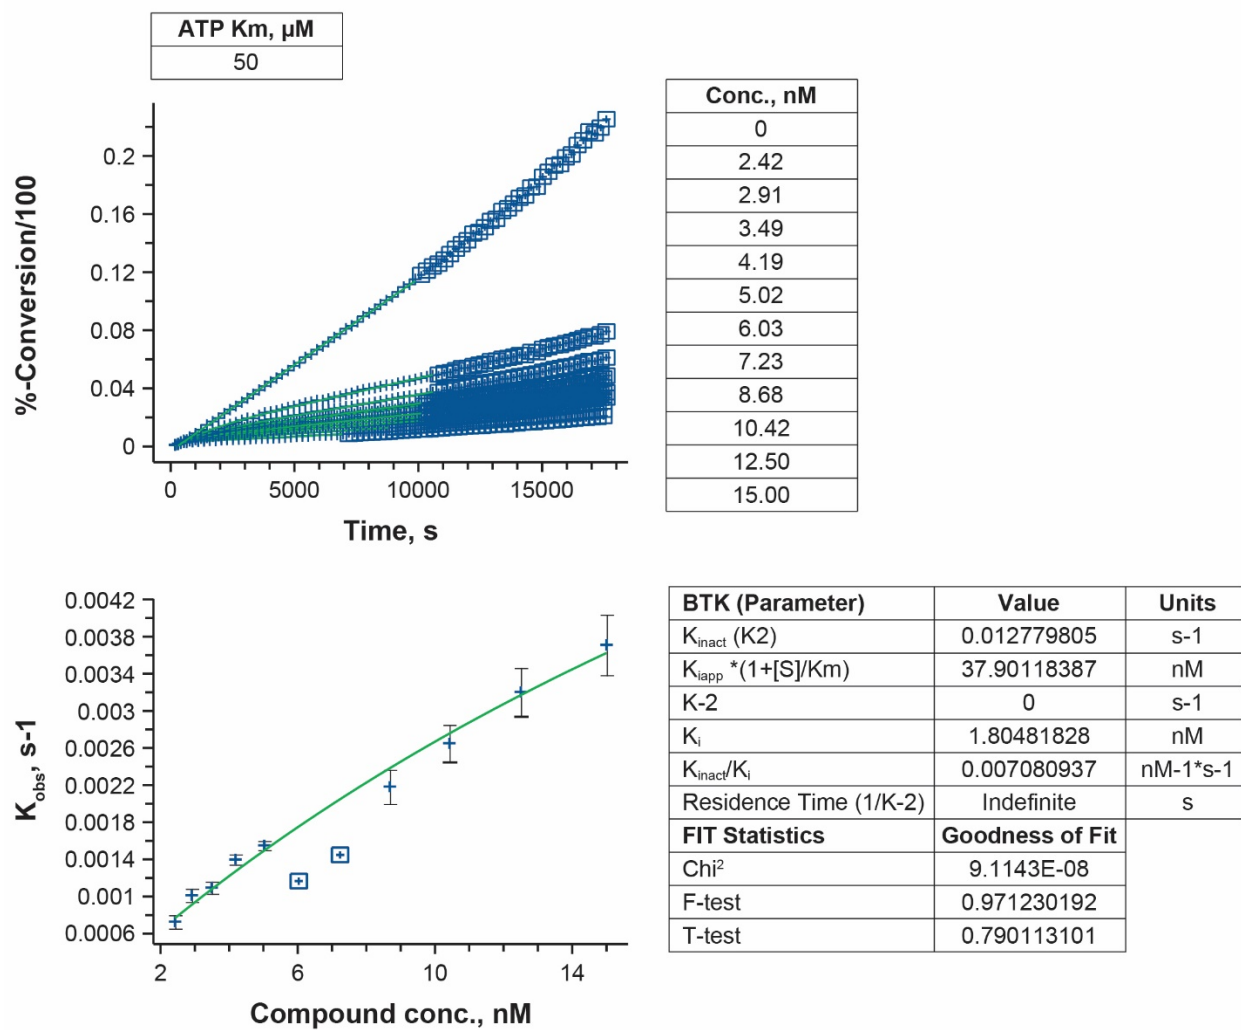 ATP Km, µM
50
%-Conversion/100
0.2
0.16
0.12
0.08
0.04
0
0 5000 10000 15000
Time, s
Conc., nM
0
2.42
2.91
3.49
4.19
5.02
6.03
7.23
8.68
10.42
12.50
15.00
Kobs, s-1
0.0042
0.0038
0.0034
0.003
0.0026
0.0022
0.0018
0.0014
0.001
0.0006
2 6 10 14
Compound conc., nM
BTK (Parameter) Value Units
Kinact (K2) 0.012779805 s-1
Kiapp *(1+[S]/Km) 37.90118387 nM
K-2 0 s-1
Ki 1.80481828 nM
Kinact/Ki 0.007080937 nM-1*s-1
Residence Time (1/K-2) Indefinite s
FIT Statistics Goodness of Fit
Chi² 9.1143E-08
F-test 0.971230192
T-test 0.790113101